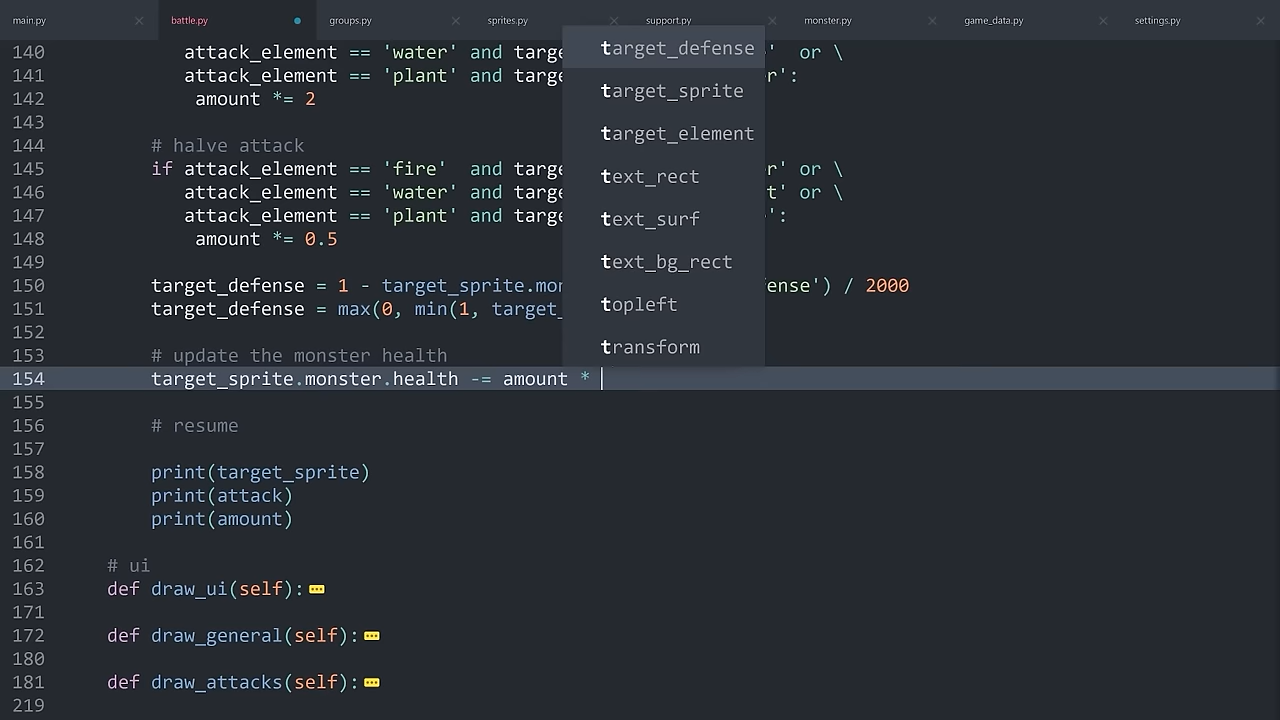 main.py battle.py groups.py sprites.py support.py monster.py game_data.py settings.py
140 attack_element == 'water' and targe ' or \
141 attack_element == 'plant' and targe r':
142 amount *= 2
143
144 # halve attack
145 if attack_element == 'fire' and targe r' or \
146 attack_element == 'water' and targe t' or \
147 attack_element == 'plant' and targe ':
148 amount *= 0.5
149
150 target_defense = 1 - target_sprite.mon ense') / 2000
151 target_defense = max(0, min(1, target_
152
153 # update the monster health
154 target_sprite.monster.health -= amount *
155
156 # resume
157
158 print(target_sprite)
159 print(attack)
160 print(amount)
161
162 # ui
163 def draw_ui(self):
171
172 def draw_general(self):
180
181 def draw_attacks(self):
219
target_defense
target_sprite
target_element
text_rect
text_surf
text_bg_rect
topleft
transform